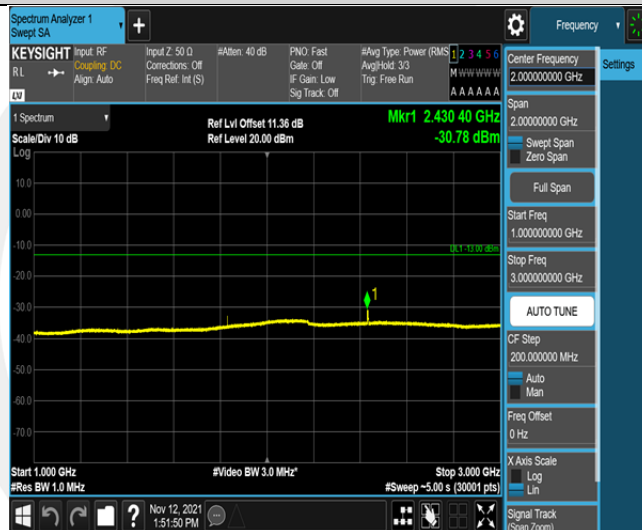 Spectrum Analyzer 1
Swept SA
Frequency
KEYSIGHT
RL
LXI
Input: RF
Coupling: DC
Align: Auto
Input Z: 50 Ω
Corrections: Off
Freq Ref: Int (S)
#Atten: 40 dB
PNO: Fast
Gate: Off
IF Gain: Low
Sig Track: Off
#Avg Type: Power (RMS
Avg|Hold: 3/3
Trig: Free Run
1 2 3 4 5 6
M W W W W W
A A A A A A
Center Frequency
2.000000000 GHz
Settings
Span
2.00000000 GHz
Swept Span
Zero Span
Full Span
Start Freq
1.000000000 GHz
Stop Freq
3.000000000 GHz
AUTO TUNE
CF Step
200.000000 MHz
Auto
Man
Freq Offset
0 Hz
X Axis Scale
Log
Lin
Signal Track
(Span Zoom)
1 Spectrum
Scale/Div 10 dB
Log
Ref Lvl Offset 11.36 dB
Ref Level 20.00 dBm
Mkr1 2.430 40 GHz
-30.78 dBm
10.0
0.00
-10.0
-20.0
-30.0
-40.0
-50.0
-60.0
-70.0
DL1 -13.00 dBm
1
Start 1.000 GHz
#Res BW 1.0 MHz
#Video BW 3.0 MHz*
Stop 3.000 GHz
#Sweep ~5.00 s (30001 pts)
?
Nov 12, 2021
1:51:50 PM